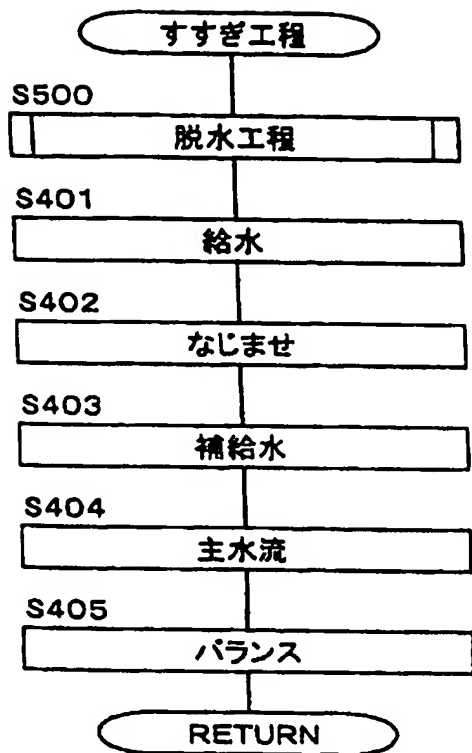 すすぎ工程
S500
脱水工程
S401
給水
S402
なじませ
S403
補給水
S404
主水流
S405
バランス
RETURN